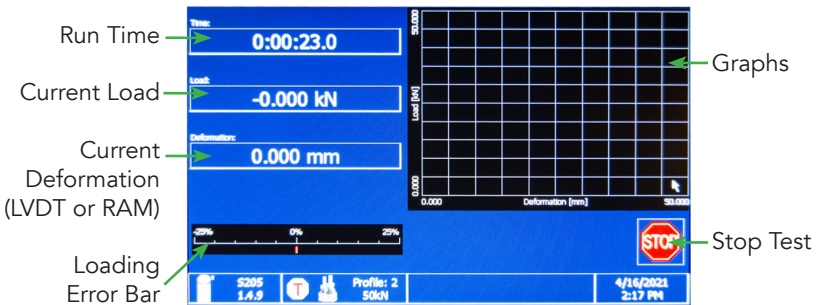 Run Time
Current Load
Current
Deformation
(LVDT or RAM)
Loading
Error Bar
Time:
0:00:23.0
Load:
-0.000 kN
Deformation:
0.000 mm
-25% 0% 25%
50.000
Load [kN]
0.000
0.000 Deformation [mm] 50.000
STOP
S205
1.4.9
T
Profile: 2
50kN
4/16/2021
2:17 PM
Graphs
Stop Test